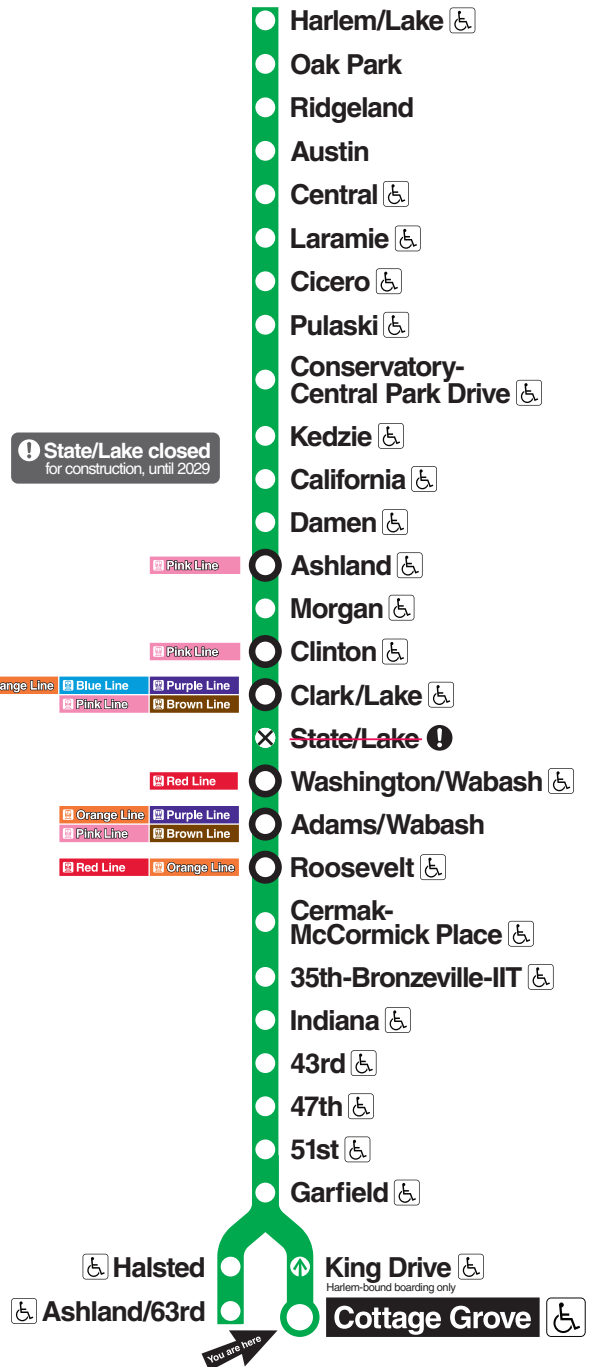 Harlem/Lake
Oak Park
Ridgeland
Austin
Central
Laramie
Cicero
Pulaski
Conservatory-
Central Park Drive
! State/Lake closed
for construction, until 2029
Kedzie
California
Damen
Pink Line Ashland
Morgan
Pink Line Clinton
ange Line Blue Line Purple Line
Pink Line Brown Line
Clark/Lake
State/Lake !
Red Line Washington/Wabash
Orange Line Purple Line
Pink Line Brown Line
Adams/Wabash
Red Line Orange Line Roosevelt
Cermak-
McCormick Place
35th-Bronzeville-IIT
Indiana
43rd
47th
51st
Garfield
Halsted
King Drive
Harlem-bound boarding only
Ashland/63rd
Cottage Grove
You are here